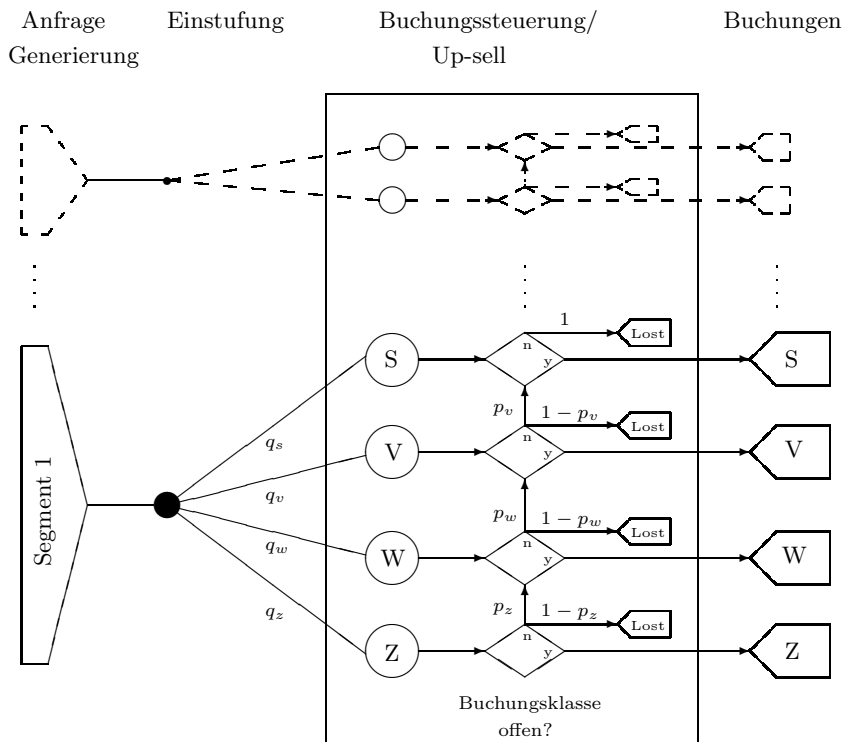 Anfrage
Generierung
Einstufung
Buchungssteuerung/
Up-sell
Buchungen
Segment 1
q_s
q_v
q_w
q_z
S
n
y
1
Lost
S
p_v
1 − p_v
V
n
y
Lost
V
p_w
1 − p_w
W
n
y
Lost
W
p_z
1 − p_z
Z
n
y
Lost
Z
Buchungsklasse
offen?